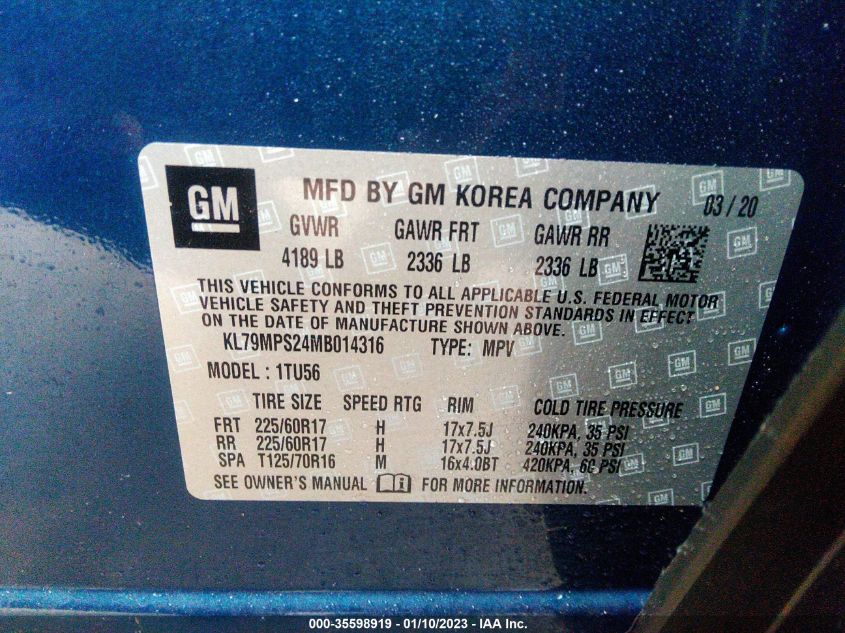 GM MFD BY GM KOREA COMPANY 03/20
GVWR GAWR FRT GAWR RR
4189 LB 2336 LB 2336 LB
THIS VEHICLE CONFORMS TO ALL APPLICABLE U.S. FEDERAL MOTOR
VEHICLE SAFETY AND THEFT PREVENTION STANDARDS IN EFFECT
ON THE DATE OF MANUFACTURE SHOWN ABOVE.
KL79MPS24MB014316 TYPE: MPV
MODEL : 1TU56
TIRE SIZE SPEED RTG RIM COLD TIRE PRESSURE
FRT 225/60R17 H 17x7.5J 240KPA, 35 PSI
RR 225/60R17 H 17x7.5J 240KPA, 35 PSI
SPA T125/70R16 M 16x4.0BT 420KPA, 60 PSI
SEE OWNER'S MANUAL FOR MORE INFORMATION.
000-35598919 / 01/10/2023 - IAA Inc.